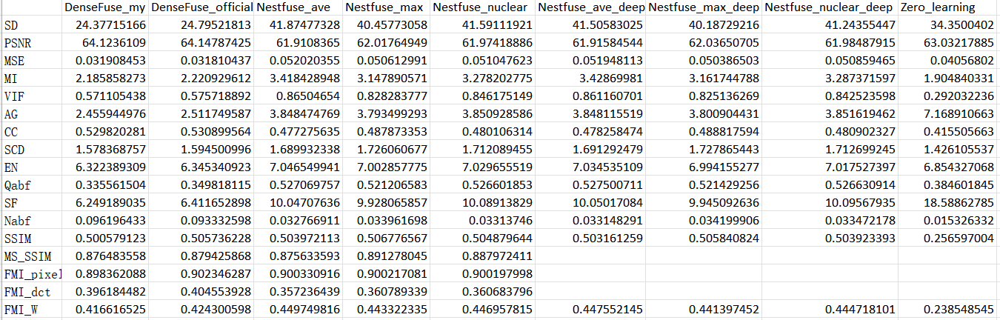 DenseFuse_my DenseFuse_official Nestfuse_ave Nestfuse_max Nestfuse_nuclear Nestfuse_ave_deep Nestfuse_max_deep Nestfuse_nuclear_deep Zero_learning
SD 24.37715166 24.79521813 41.87477328 40.45773058 41.59111921 41.50583025 40.18729216 41.24355447 34.3500402
PSNR 64.1236109 64.14787425 61.9108365 62.01764949 61.97418886 61.91584544 62.03650705 61.98487915 63.03217885
MSE 0.031908453 0.031810437 0.052020355 0.050612991 0.051047623 0.051948113 0.050386503 0.050859465 0.04056802
MI 2.185858273 2.220929612 3.418428948 3.147890571 3.278202775 3.42869981 3.161744788 3.287371597 1.904840331
VIF 0.571105438 0.575718892 0.86504654 0.828283777 0.846175149 0.861160701 0.825136269 0.842523598 0.292032236
AG 2.455944976 2.511749587 3.848474769 3.793499293 3.850928586 3.848115519 3.800904431 3.851619462 7.168910663
CC 0.529820281 0.530899564 0.477275635 0.487873353 0.480106314 0.478258474 0.488817594 0.480902327 0.415505663
SCD 1.578368757 1.594500996 1.689932338 1.726060677 1.712089455 1.691292479 1.727865443 1.712699245 1.426105537
EN 6.322389309 6.345340923 7.046549941 7.002857775 7.029655519 7.034535109 6.994155277 7.017527397 6.854327068
Qabf 0.335561504 0.349818115 0.527069757 0.521206583 0.526601853 0.527500711 0.521429256 0.526630914 0.384601845
SF 6.249189035 6.411652898 10.04707636 9.928065857 10.08913829 10.05017084 9.945092636 10.09567935 18.58862785
Nabf 0.096196433 0.093332598 0.032766911 0.033961698 0.03313746 0.033148291 0.034199906 0.033472178 0.015326332
SSIM 0.500579123 0.505736228 0.503972113 0.506776567 0.504879644 0.503161259 0.505840824 0.503923393 0.256597004
MS_SSIM 0.876483558 0.879425868 0.875633593 0.891278045 0.887972411
FMI_pixel 0.898362088 0.902346287 0.900330916 0.900217081 0.900197998
FMI_dct 0.396184482 0.404553928 0.357236439 0.360789339 0.360683796
FMI_W 0.416616525 0.424300598 0.449749816 0.443322335 0.446957815 0.447552145 0.441397452 0.444718101 0.238548545